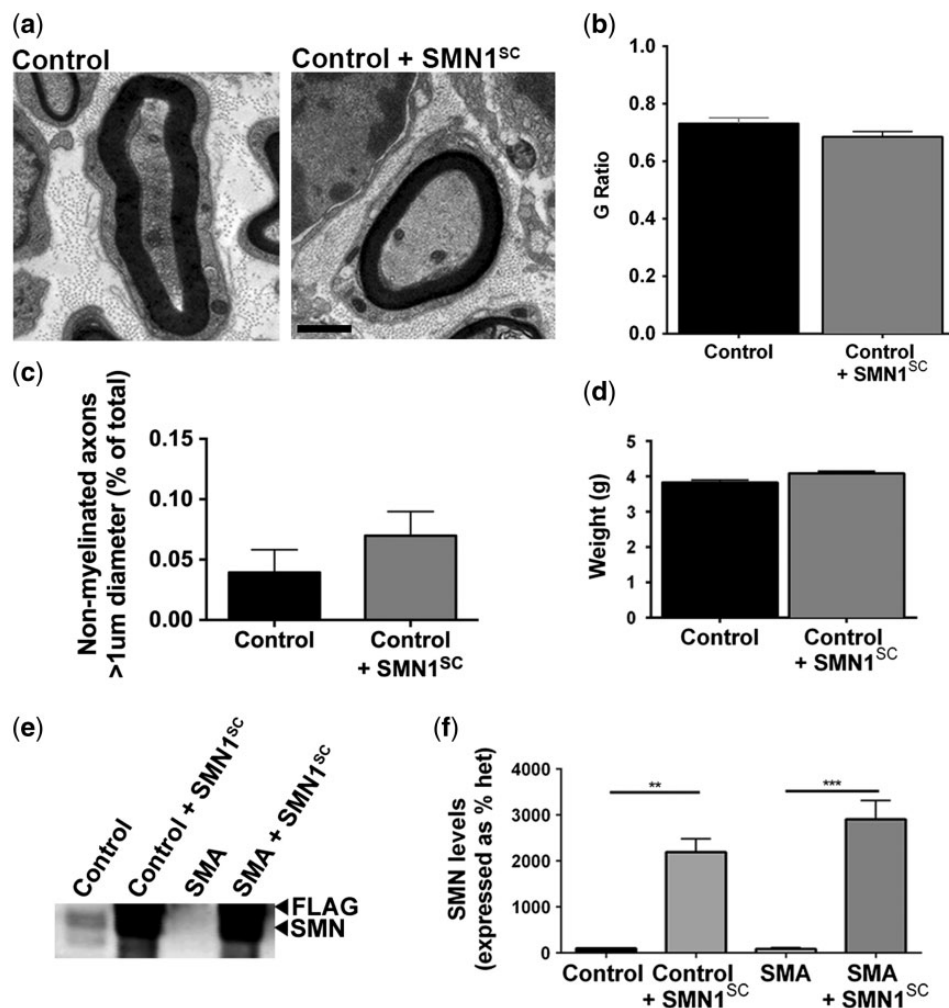 (a)
Control
Control + SMN1SC
(b)
G Ratio
1.0
0.8
0.6
0.4
0.2
0.0
Control
Control
+ SMN1SC
(c)
Non-myelinated axons
>1um diameter (% of total)
0.15
0.10
0.05
0.00
Control
Control
+ SMN1SC
(d)
Weight (g)
5
4
3
2
1
0
Control
Control
+ SMN1SC
(e)
Control
Control + SMN1SC
SMA
SMA + SMN1SC
FLAG
SMN
(f)
SMN levels
(expressed as % het)
4000
3000
2000
1000
0
**
***
Control
Control
+ SMN1SC
SMA
SMA
+ SMN1SC